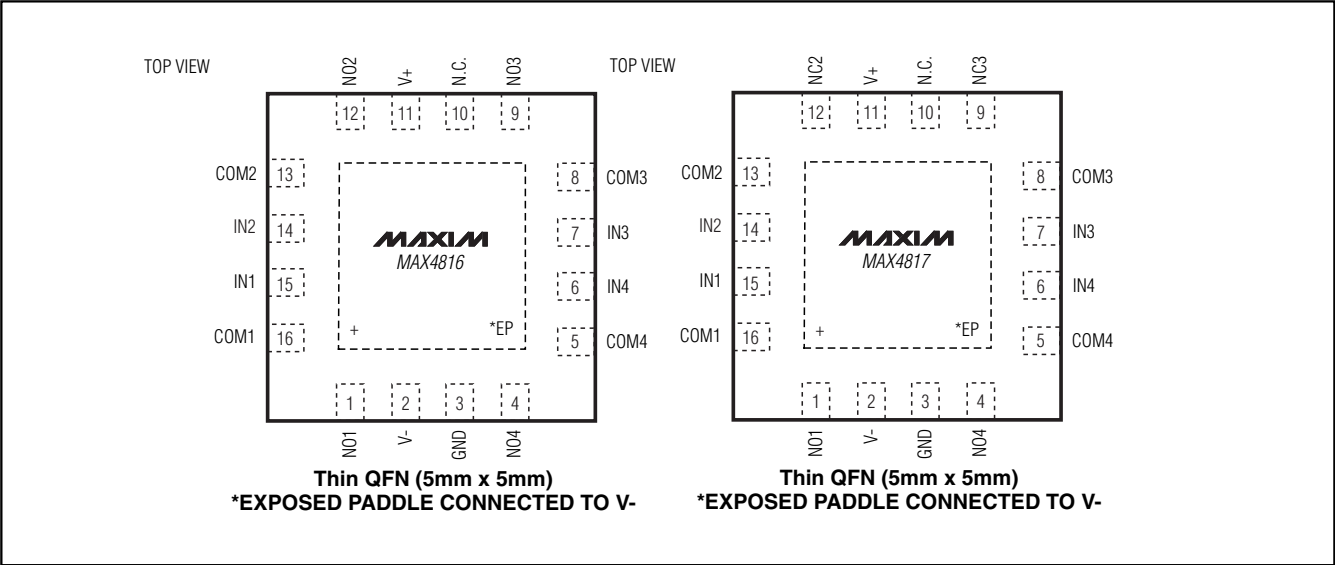 TOP VIEW
NO2
V+
N.C.
NO3
12
11
10
9
COM2
13
8
COM3
IN2
14
7
IN3
MAXIM
MAX4816
IN1
15
6
IN4
COM1
16
+
*EP
5
COM4
1
2
3
4
NO1
V-
GND
NO4
Thin QFN (5mm x 5mm)
*EXPOSED PADDLE CONNECTED TO V-
TOP VIEW
NC2
V+
N.C.
NC3
12
11
10
9
COM2
13
8
COM3
IN2
14
7
IN3
MAXIM
MAX4817
IN1
15
6
IN4
COM1
16
+
*EP
5
COM4
1
2
3
4
NO1
V-
GND
NO4
Thin QFN (5mm x 5mm)
*EXPOSED PADDLE CONNECTED TO V-